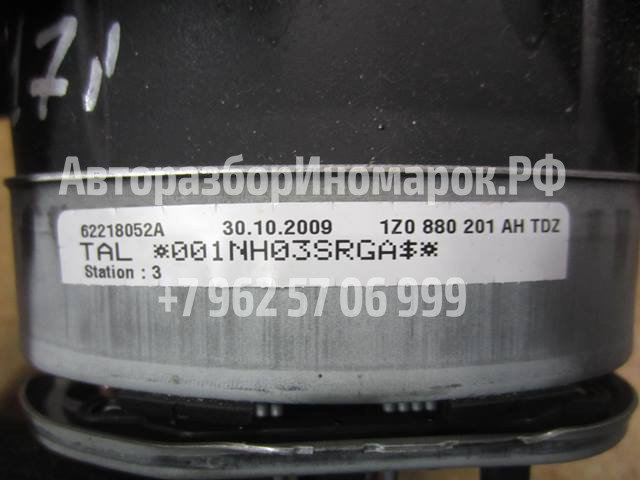 17"
АвторазборИномарок.РФ
62218052A 30.10.2009 1Z0 880 201 AH TDZ
TAL *001NH03SRGA$*
Station : 3
+7 962 57 06 999